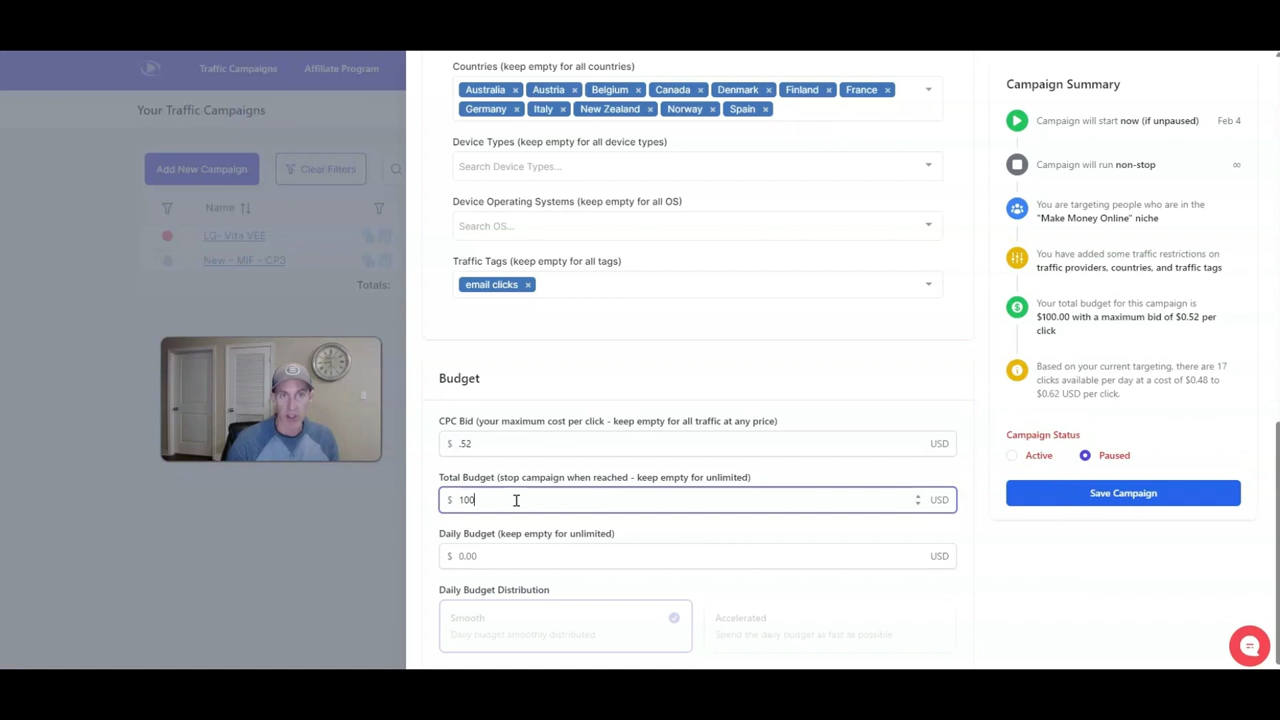 Traffic Campaigns
Affiliate Program
Your Traffic Campaigns
Add New Campaign
Clear Filters
Name
LG- Vita VEE
New - MIF - CP3
Totals:
Countries (keep empty for all countries)
Australia × Austria × Belgium × Canada × Denmark × Finland × France ×
Germany × Italy × New Zealand × Norway × Spain ×
Device Types (keep empty for all device types)
Search Device Types...
Device Operating Systems (keep empty for all OS)
Search OS...
Traffic Tags (keep empty for all tags)
email clicks ×
Budget
CPC Bid (your maximum cost per click - keep empty for all traffic at any price)
$ .52 USD
Total Budget (stop campaign when reached - keep empty for unlimited)
$ 100 USD
Daily Budget (keep empty for unlimited)
$ 0.00 USD
Daily Budget Distribution
Smooth
Daily budget smoothly distributed
Accelerated
Spend the daily budget as fast as possible
Campaign Summary
Campaign will start now (if unpaused) Feb 4
Campaign will run non-stop ∞
You are targeting people who are in the
"Make Money Online" niche
You have added some traffic restrictions on
traffic providers, countries, and traffic tags
Your total budget for this campaign is
$100.00 with a maximum bid of $0.52 per
click
Based on your current targeting, there are 17
clicks available per day at a cost of $0.48 to
$0.62 USD per click.
Campaign Status
Active Paused
Save Campaign